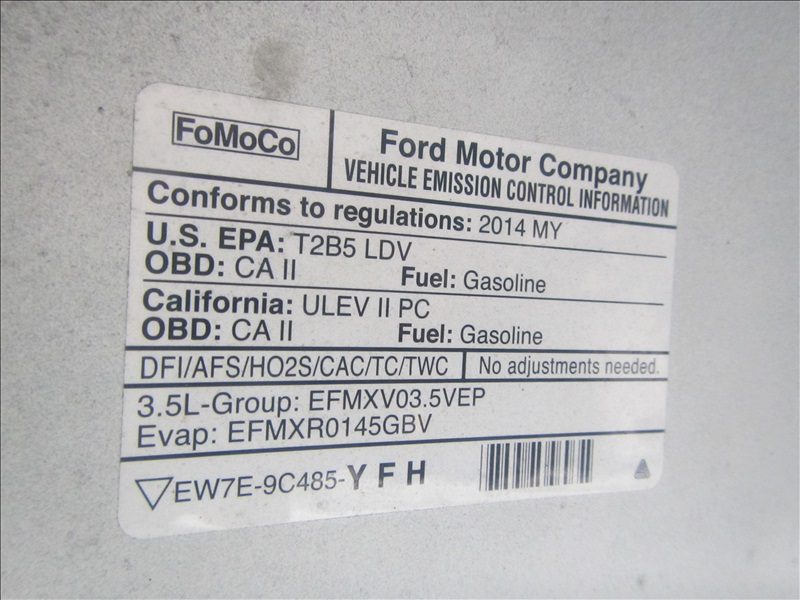 FoMoCo
Ford Motor Company
VEHICLE EMISSION CONTROL INFORMATION
Conforms to regulations: 2014 MY
U.S. EPA: T2B5 LDV
OBD: CA II Fuel: Gasoline
California: ULEV II PC
OBD: CA II Fuel: Gasoline
DFI/AFS/HO2S/CAC/TC/TWC No adjustments needed.
3.5L-Group: EFMXV03.5VEP
Evap: EFMXR0145GBV
EW7E-9C485-Y F H